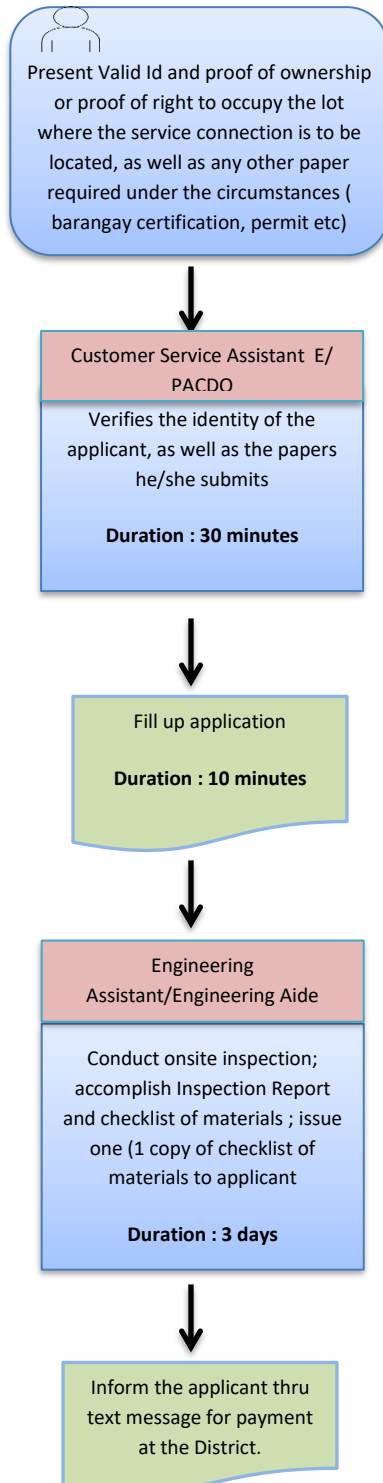 Present Valid Id and proof of ownership
or proof of right to occupy the lot
where the service connection is to be
located, as well as any other paper
required under the circumstances (
barangay certification, permit etc)
Customer Service Assistant E/
PACDO
Verifies the identity of the
applicant, as well as the papers
he/she submits
Duration : 30 minutes
Fill up application
Duration : 10 minutes
Engineering
Assistant/Engineering Aide
Conduct onsite inspection;
accomplish Inspection Report
and checklist of materials ; issue
one (1 copy of checklist of
materials to applicant
Duration : 3 days
Inform the applicant thru
text message for payment
at the District.